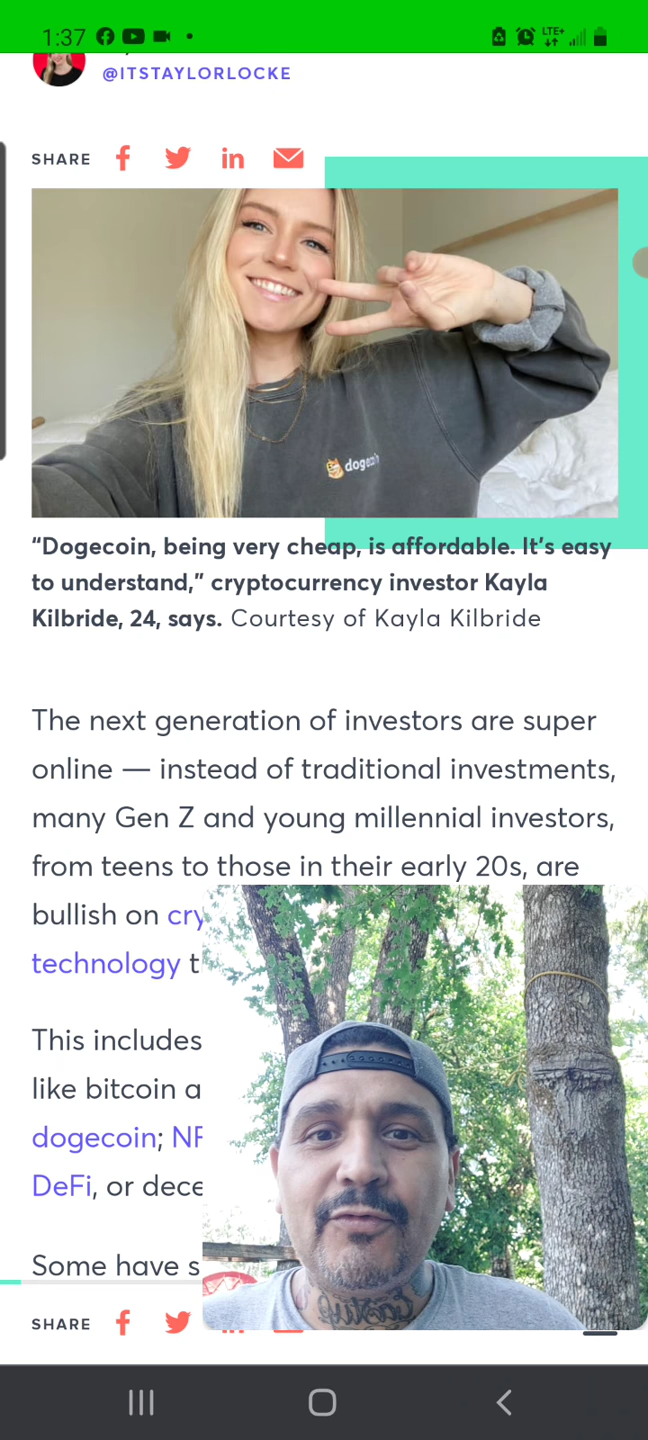 1:37
LTE+
@ITSTAYLORLOCKE
SHARE
dogecoin
“Dogecoin, being very cheap, is affordable. It’s easy
to understand,” cryptocurrency investor Kayla
Kilbride, 24, says. Courtesy of Kayla Kilbride
The next generation of investors are super
online — instead of traditional investments,
many Gen Z and young millennial investors,
from teens to those in their early 20s, are
bullish on cry
technology t
This includes
like bitcoin a
dogecoin; NF
DeFi, or dece
Some have s
SHARE